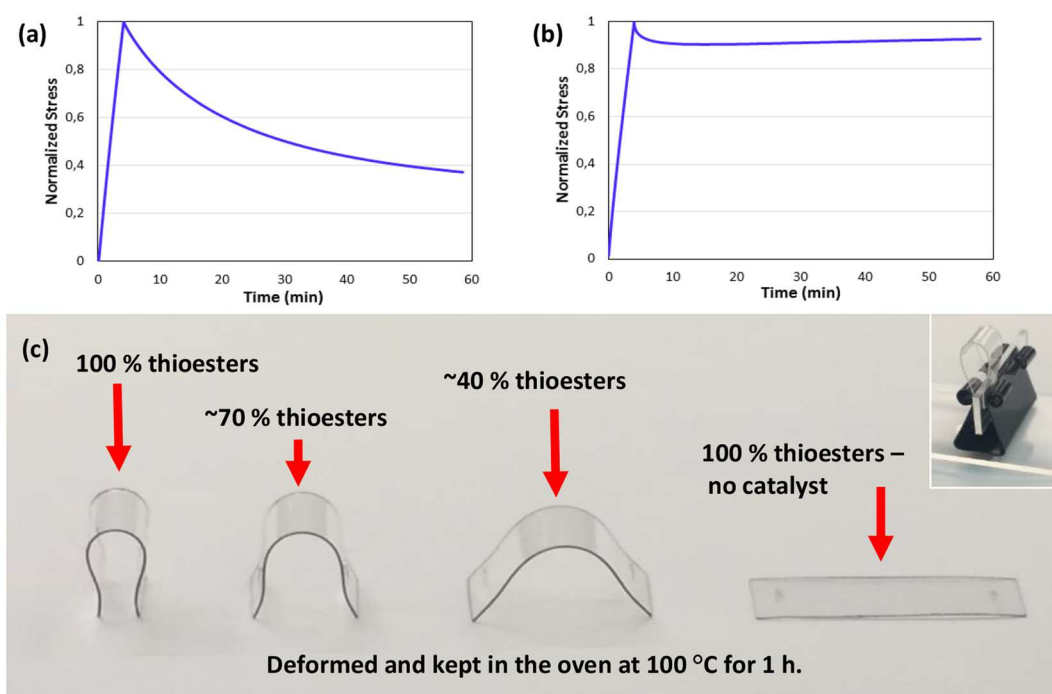 (a)
1
0,8
0,6
0,4
0,2
0
0 10 20 30 40 50 60
Normalized Stress
Time (min)
(b)
1
0,8
0,6
0,4
0,2
0
0 10 20 30 40 50 60
Normalized Stress
Time (min)
(c)
100 % thioesters
~70 % thioesters
~40 % thioesters
100 % thioesters –
no catalyst
Deformed and kept in the oven at 100 °C for 1 h.